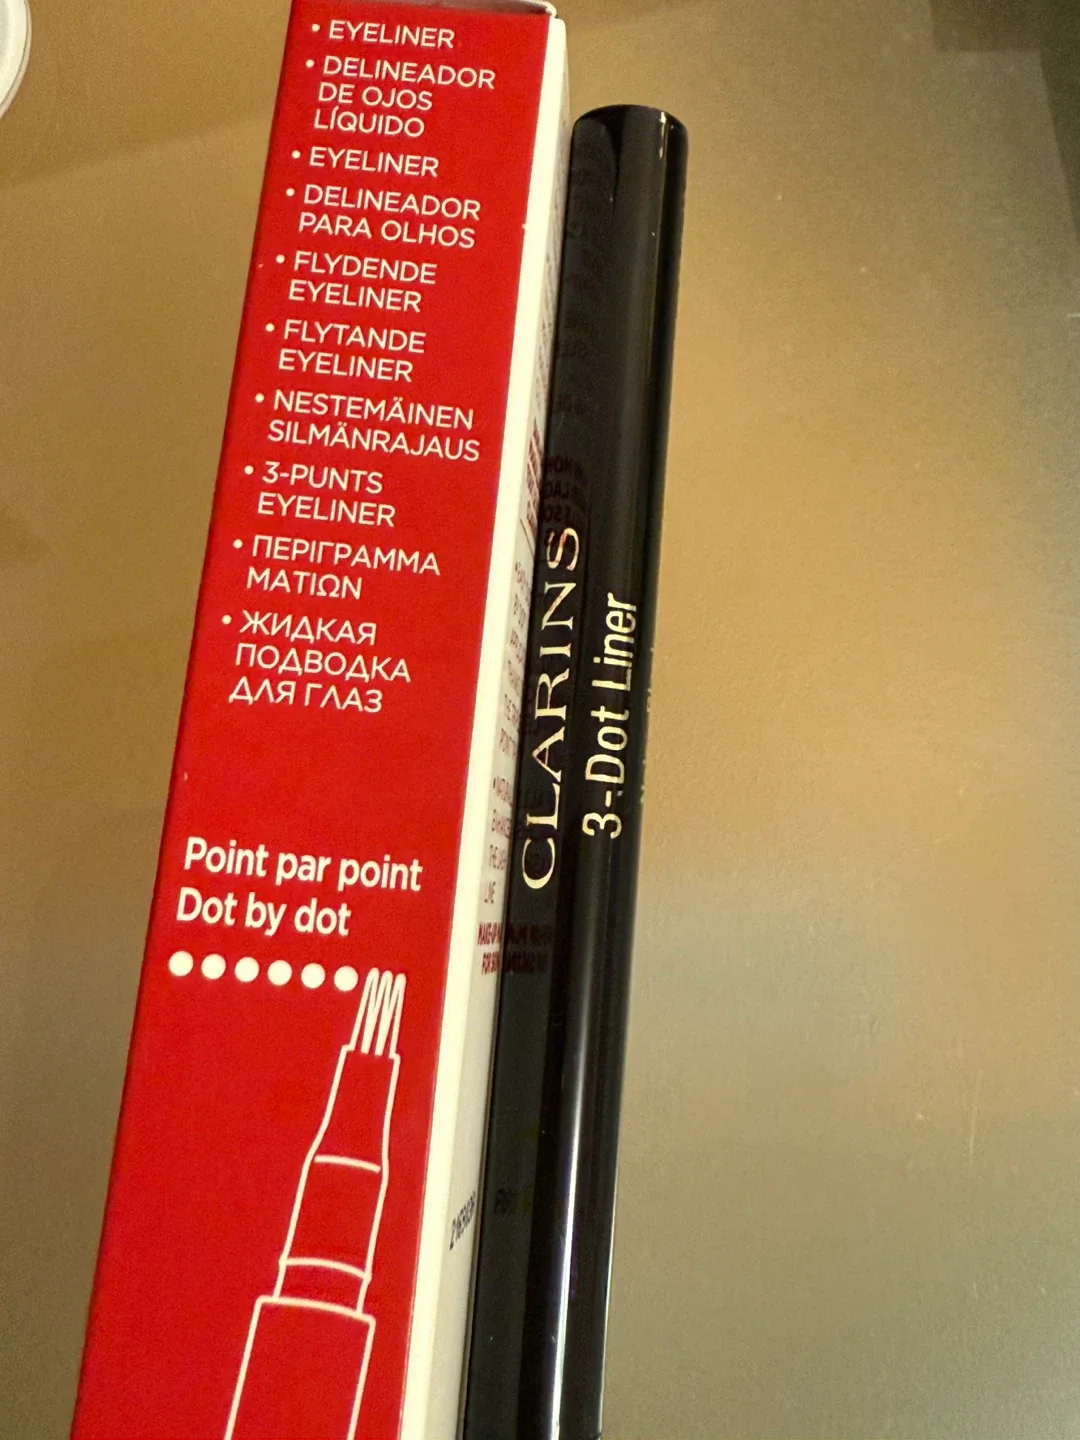 • EYELINER
• DELINEADOR
DE OJOS
LÍQUIDO
• EYELINER
• DELINEADOR
PARA OLHOS
• FLYDENDE
EYELINER
• FLYTANDE
EYELINER
• NESTEMÄINEN
SILMÄNRAJAUS
• 3-PUNTS
EYELINER
• ΠΕΡΙΓΡΑΜΜΑ
ΜΑΤΙΩΝ
• ЖИДКАЯ
ПОДВОДКА
ДЛЯ ГЛАЗ
Point par point
Dot by dot
CLARINS
3-Dot Liner